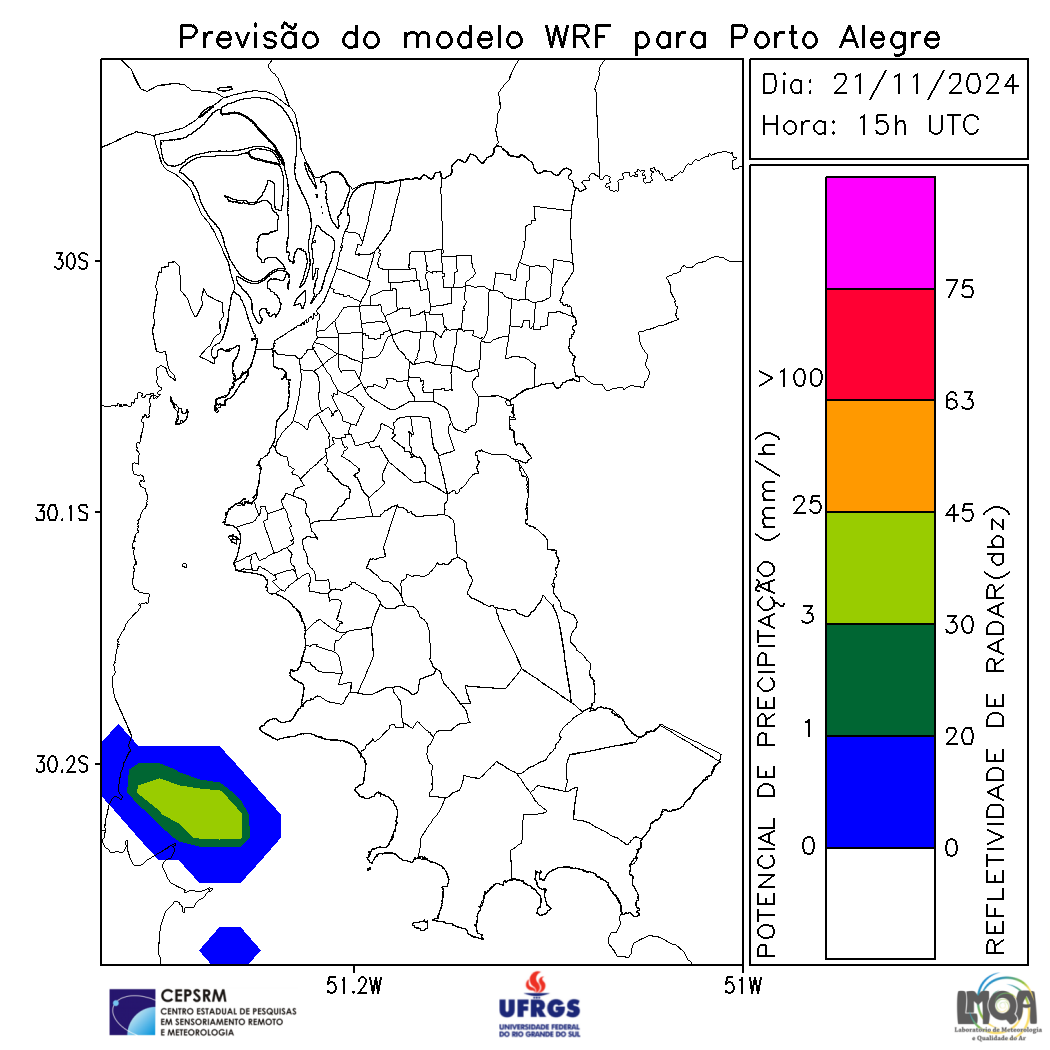 Previsão do modelo WRF para Porto Alegre
Dia: 21/11/2024
Hora: 15h UTC
30S
30.1S
30.2S
51.2W
51W
POTENCIAL DE PRECIPITAÇÃO (mm/h)
>100
25
3
1
0
75
63
45
30
20
0
REFLETIVIDADE DE RADAR(dbz)
CEPSRM
CENTRO ESTADUAL DE PESQUISAS
EM SENSORIAMENTO REMOTO
E METEOROLOGIA
UFRGS
UNIVERSIDADE FEDERAL
DO RIO GRANDE DO SUL
LMQA
Laboratório de Meteorologia
e Qualidade do Ar